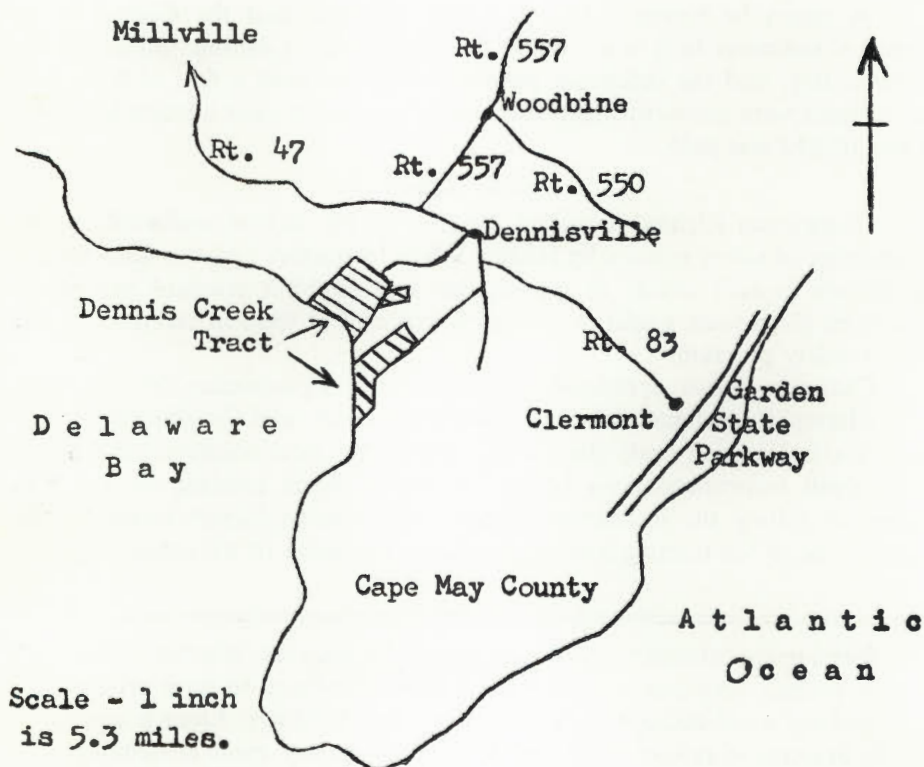 Millville
Rt. 557
Woodbine
Rt. 47
Rt. 557
Rt. 550
Dennisville
Dennis Creek
Tract
Rt. 83
Garden
State
Parkway
Clermont
Delaware
Bay
Cape May County
Atlantic
Ocean
Scale - 1 inch
is 5.3 miles.